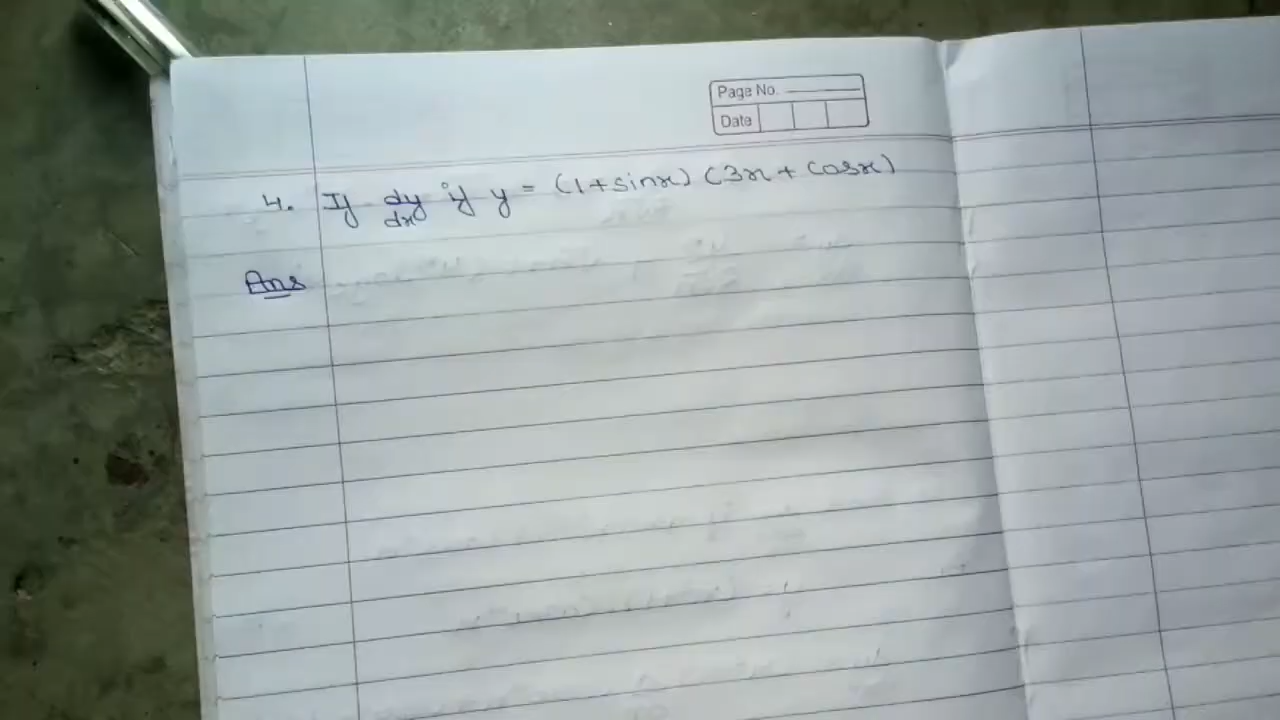 Page No.
Date
4. If dy/dx if y = (1+sinx) (3x + cosx)
Ans